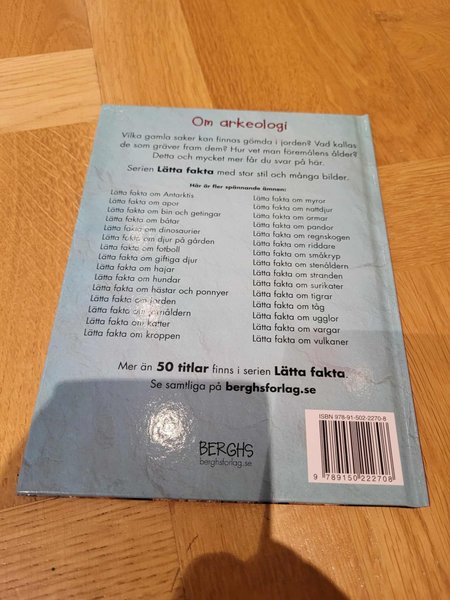 Om arkeologi
Vilka gamla saker kan finnas gömda i jorden? Vad kallas
de som gräver fram dem? Hur vet man föremålens ålder?
Detta och mycket mer får du svar på här.
Serien Lätta fakta med stor stil och många bilder.
Här är fler spännande ämnen:
Lätta fakta om Antarktis
Lätta fakta om apor
Lätta fakta om bin och getingar
Lätta fakta om båtar
Lätta fakta om dinosaurier
Lätta fakta om djur på gården
Lätta fakta om fotboll
Lätta fakta om giftiga djur
Lätta fakta om hajar
Lätta fakta om hundar
Lätta fakta om hästar och ponnyer
Lätta fakta om jorden
Lätta fakta om järnåldern
Lätta fakta om katter
Lätta fakta om kroppen
Lätta fakta om myror
Lätta fakta om nattdjur
Lätta fakta om ormar
Lätta fakta om pandor
Lätta fakta om regnskogen
Lätta fakta om riddare
Lätta fakta om småkryp
Lätta fakta om stenåldern
Lätta fakta om stranden
Lätta fakta om surikater
Lätta fakta om tigrar
Lätta fakta om tåg
Lätta fakta om ugglor
Lätta fakta om vargar
Lätta fakta om vulkaner
Mer än 50 titlar finns i serien Lätta fakta.
Se samtliga på berghsforlag.se
BERGHS
berghsforlag.se
ISBN 978-91-502-2270-8
9 789150 222708